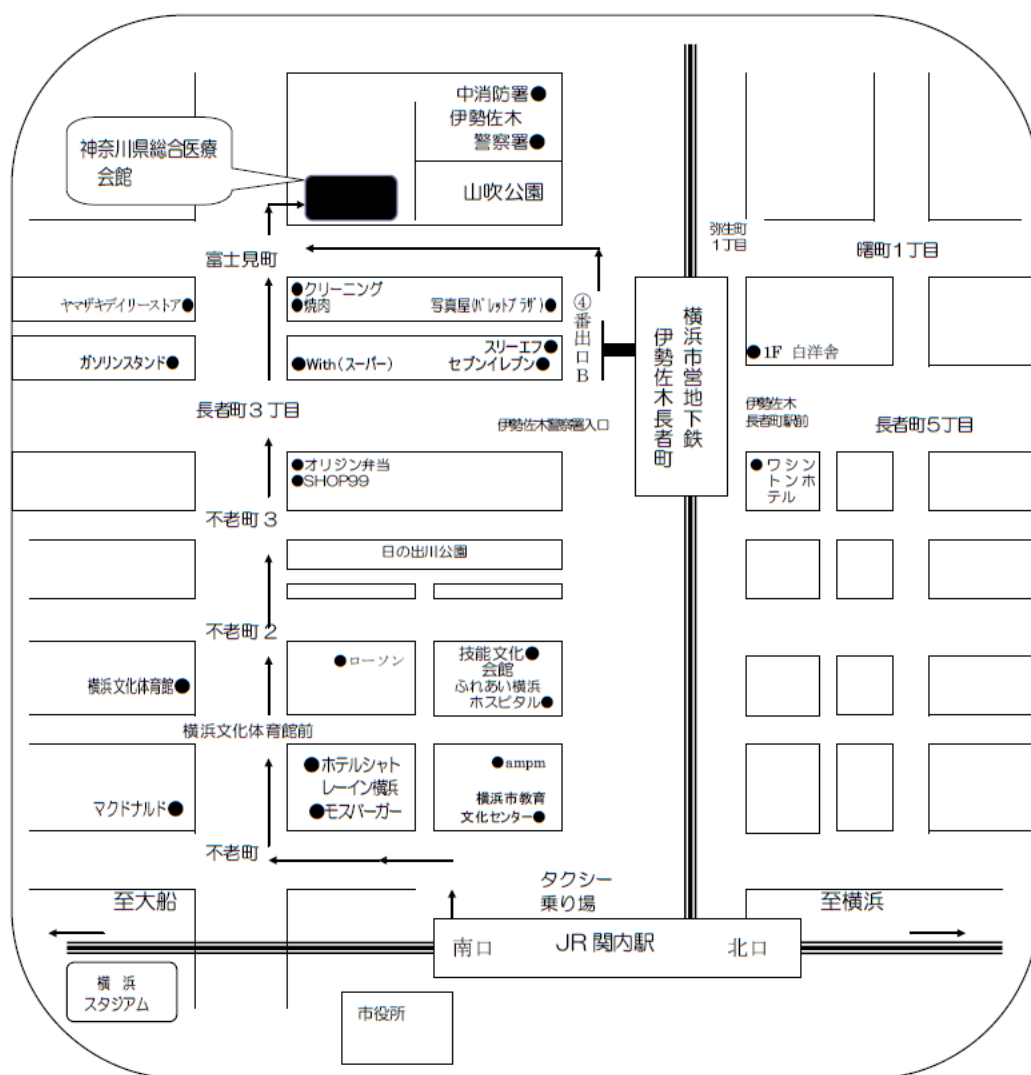 中消防署●
伊勢佐木
警察署●
神奈川県総合医療
会館
山吹公園
弥生町
1丁目
曙町1丁目
富士見町
ヤマザキデイリーストア●
●クリーニング
●焼肉
写真屋(パレットプラザ)●
④番出口B
横浜市営地下鉄
伊勢佐木長者町
ガソリンスタンド●
●With(スーパー)
スリーエフ●
セブンイレブン●
●1F 白洋舎
長者町3丁目
伊勢佐木警察署入口
伊勢佐木
長者町駅前
長者町5丁目
●オリジン弁当
●SHOP99
●ワシン
トンホ
テル
不老町3
日の出川公園
不老町2
横浜文化体育館●
●ローソン
技能文化●
会館
ふれあい横浜
ホスピタル●
横浜文化体育館前
マクドナルド●
●ホテルシャト
レーイン横浜
●モスバーガー
●ampm
横浜市教育
文化センター●
不老町
タクシー
乗り場
至大船
至横浜
南口
JR関内駅
北口
横浜
スタジアム
市役所